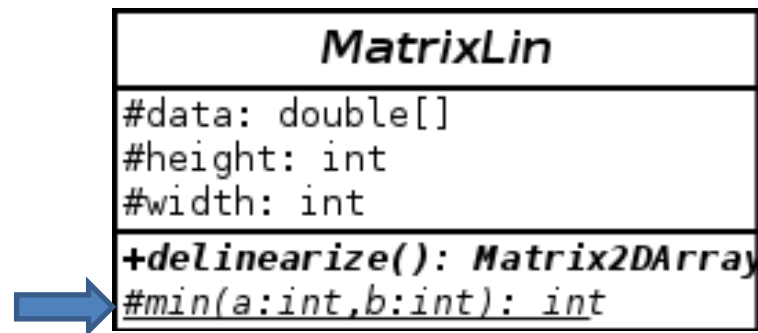 MatrixLin
#data: double[]
#height: int
#width: int
+delinearize(): Matrix2DArray
#min(a:int,b:int): int